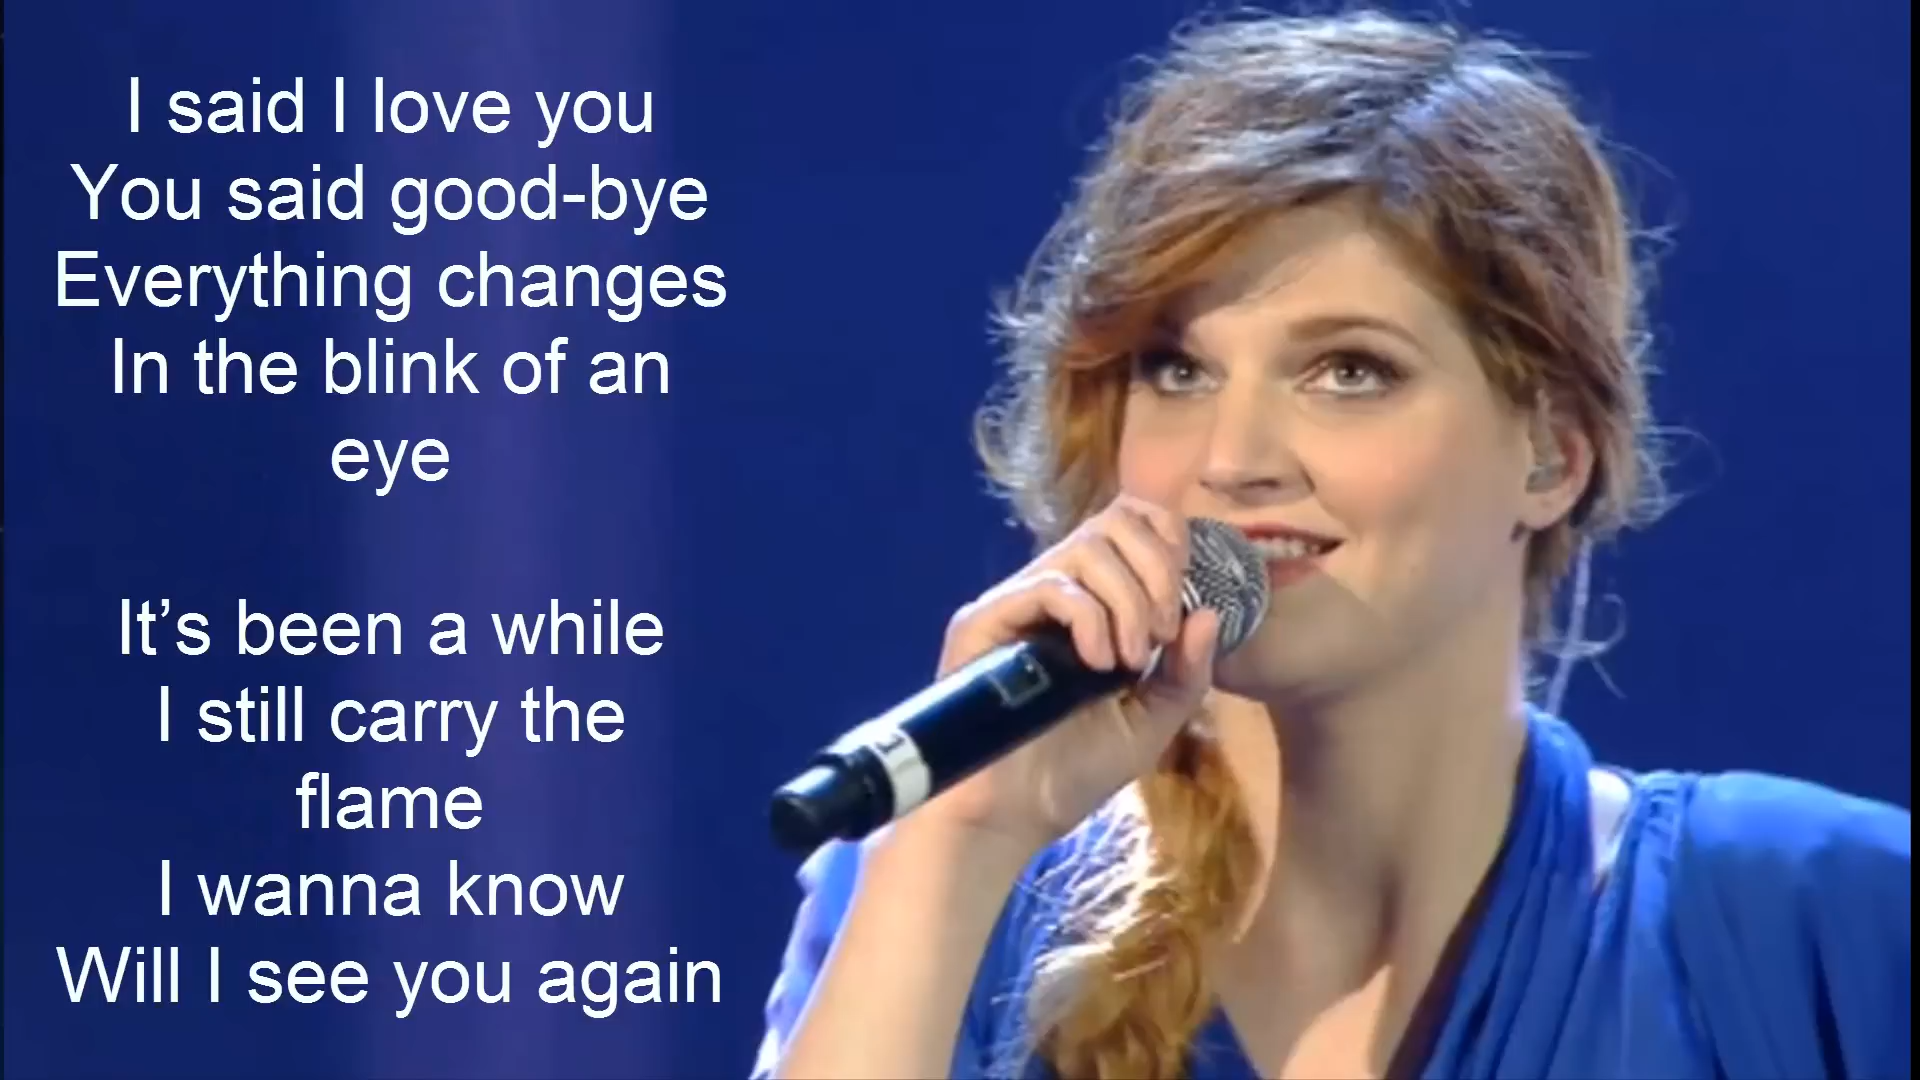 I said I love you
You said good-bye
Everything changes
In the blink of an
eye
It’s been a while
I still carry the
flame
I wanna know
Will I see you again